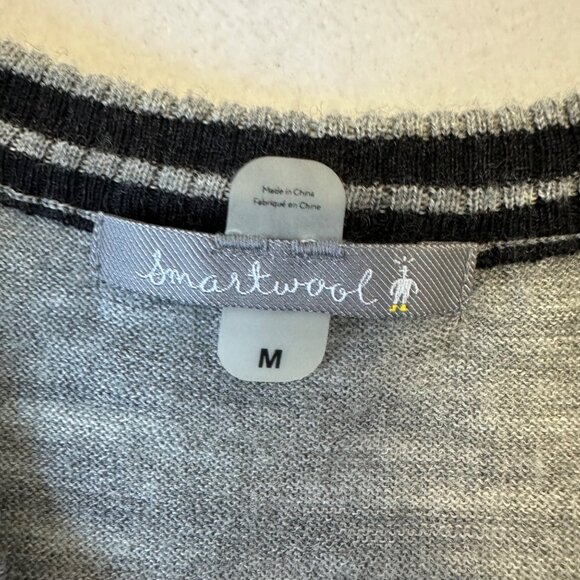 Made in China
Fabriqué en Chine
smartwool
M